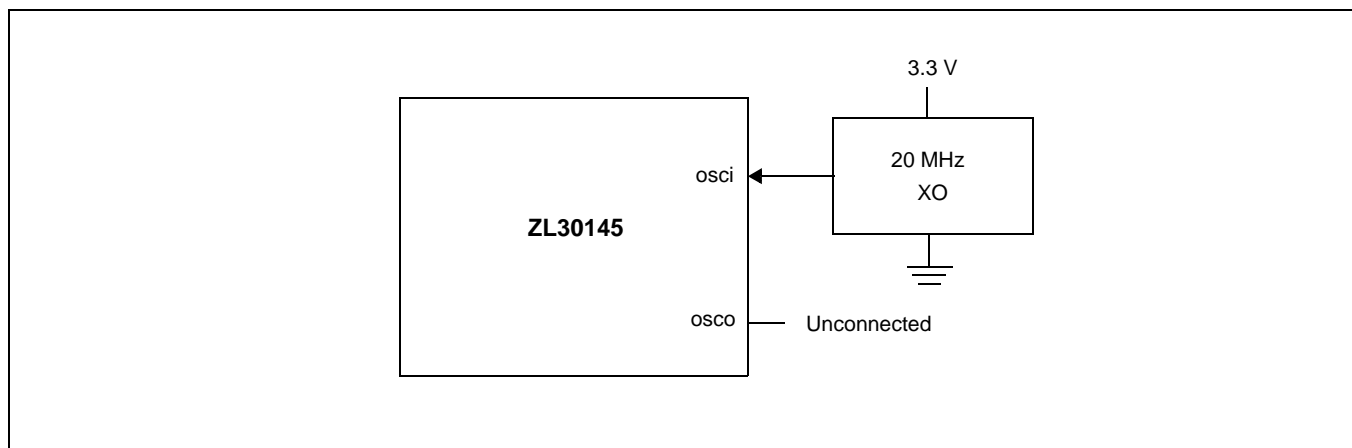 3.3 V
20 MHz
XO
osci
ZL30145
osco
Unconnected